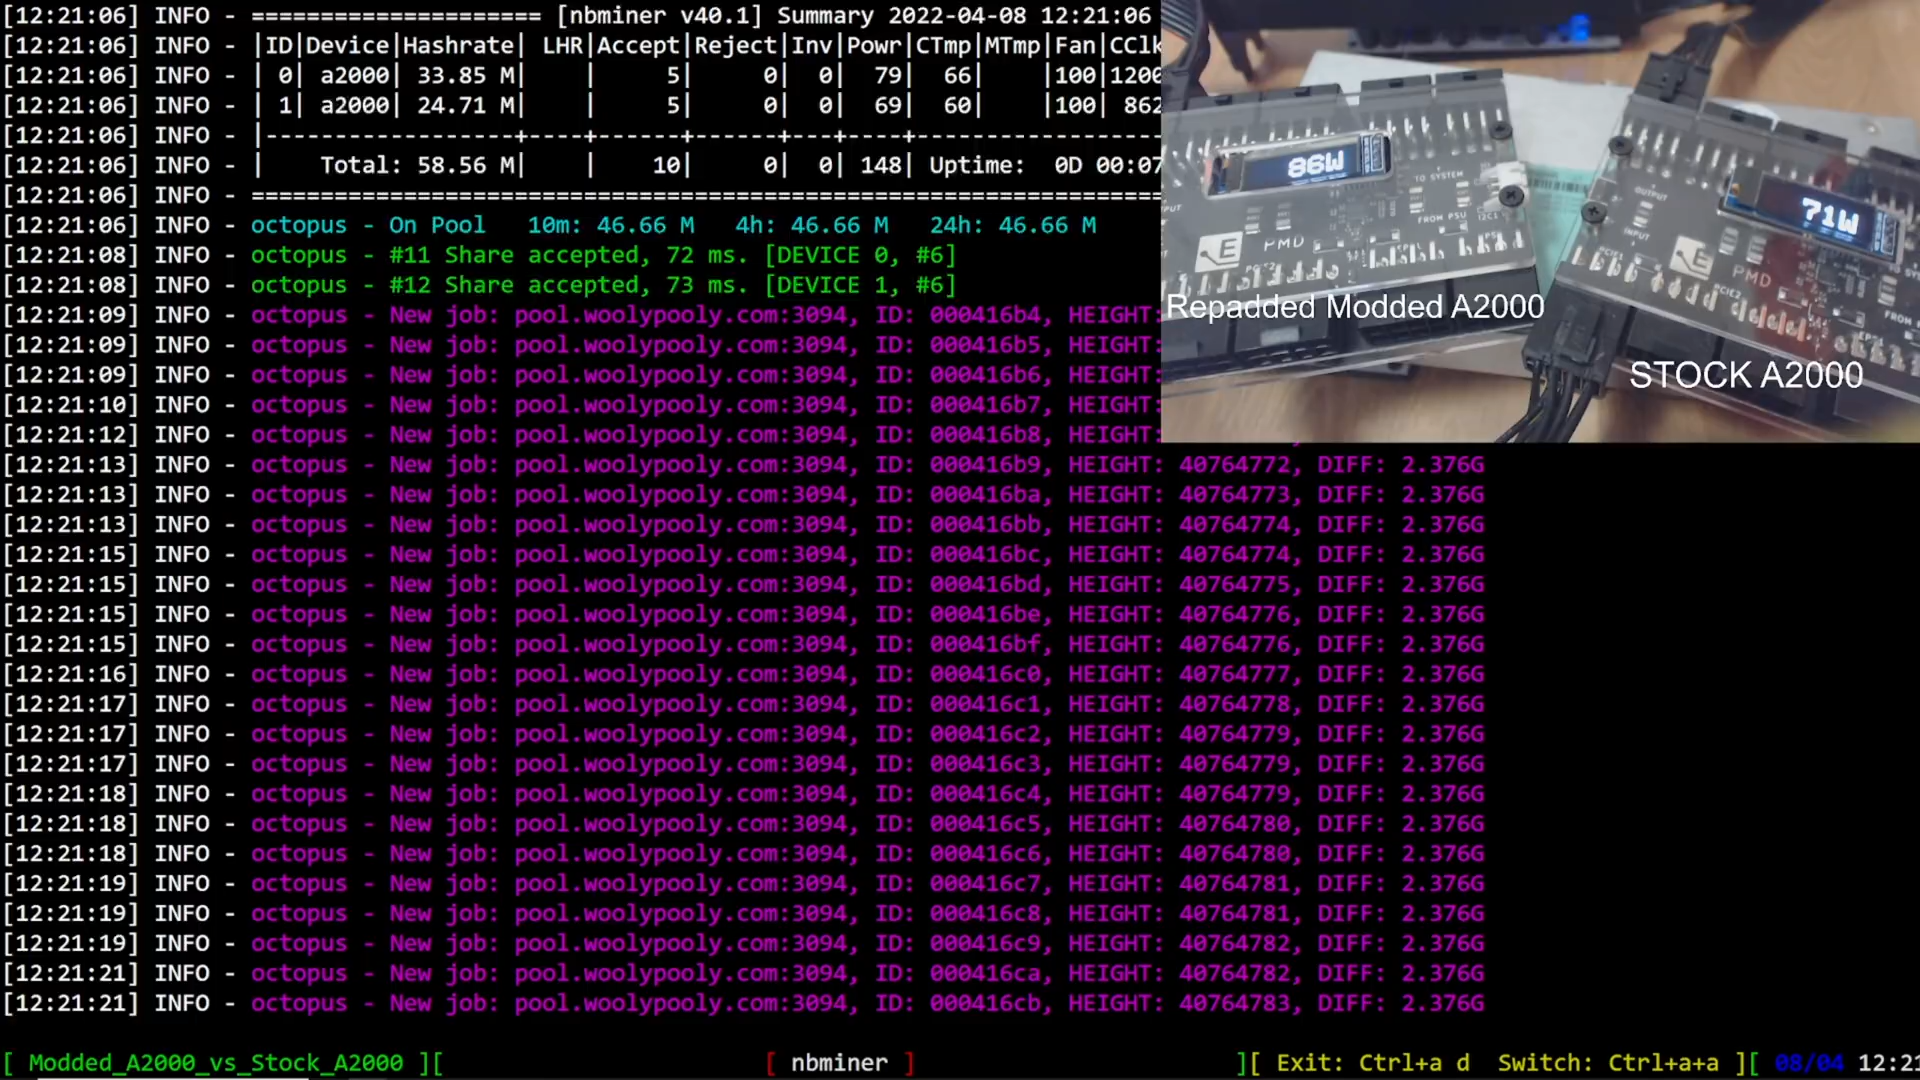 [12:21:06] INFO - ===================== [nbminer v40.1] Summary 2022-04-08 12:21:06
[12:21:06] INFO - |ID|Device|Hashrate| LHR|Accept|Reject|Inv|Powr|CTmp|MTmp|Fan|CClk
[12:21:06] INFO - | 0| a2000| 33.85 M|    |     5|     0|  0|  79|  66|    |100|1200
[12:21:06] INFO - | 1| a2000| 24.71 M|    |     5|     0|  0|  69|  60|    |100| 862
[12:21:06] INFO - |------------------+----+------+------+---+----+------------------
[12:21:06] INFO - |    Total: 58.56 M|    |    10|     0|  0| 148| Uptime:  0D 00:07
[12:21:06] INFO - ==================================================================
[12:21:06] INFO - octopus - On Pool   10m: 46.66 M   4h: 46.66 M   24h: 46.66 M
[12:21:08] INFO - octopus - #11 Share accepted, 72 ms. [DEVICE 0, #6]
[12:21:08] INFO - octopus - #12 Share accepted, 73 ms. [DEVICE 1, #6]
[12:21:09] INFO - octopus - New job: pool.woolypooly.com:3094, ID: 000416b4, HEIGHT:
[12:21:09] INFO - octopus - New job: pool.woolypooly.com:3094, ID: 000416b5, HEIGHT:
[12:21:09] INFO - octopus - New job: pool.woolypooly.com:3094, ID: 000416b6, HEIGHT:
[12:21:10] INFO - octopus - New job: pool.woolypooly.com:3094, ID: 000416b7, HEIGHT:
[12:21:12] INFO - octopus - New job: pool.woolypooly.com:3094, ID: 000416b8, HEIGHT:
[12:21:13] INFO - octopus - New job: pool.woolypooly.com:3094, ID: 000416b9, HEIGHT: 40764772, DIFF: 2.376G
[12:21:13] INFO - octopus - New job: pool.woolypooly.com:3094, ID: 000416ba, HEIGHT: 40764773, DIFF: 2.376G
[12:21:13] INFO - octopus - New job: pool.woolypooly.com:3094, ID: 000416bb, HEIGHT: 40764774, DIFF: 2.376G
[12:21:15] INFO - octopus - New job: pool.woolypooly.com:3094, ID: 000416bc, HEIGHT: 40764774, DIFF: 2.376G
[12:21:15] INFO - octopus - New job: pool.woolypooly.com:3094, ID: 000416bd, HEIGHT: 40764775, DIFF: 2.376G
[12:21:15] INFO - octopus - New job: pool.woolypooly.com:3094, ID: 000416be, HEIGHT: 40764776, DIFF: 2.376G
[12:21:15] INFO - octopus - New job: pool.woolypooly.com:3094, ID: 000416bf, HEIGHT: 40764776, DIFF: 2.376G
[12:21:16] INFO - octopus - New job: pool.woolypooly.com:3094, ID: 000416c0, HEIGHT: 40764777, DIFF: 2.376G
[12:21:17] INFO - octopus - New job: pool.woolypooly.com:3094, ID: 000416c1, HEIGHT: 40764778, DIFF: 2.376G
[12:21:17] INFO - octopus - New job: pool.woolypooly.com:3094, ID: 000416c2, HEIGHT: 40764779, DIFF: 2.376G
[12:21:17] INFO - octopus - New job: pool.woolypooly.com:3094, ID: 000416c3, HEIGHT: 40764779, DIFF: 2.376G
[12:21:18] INFO - octopus - New job: pool.woolypooly.com:3094, ID: 000416c4, HEIGHT: 40764779, DIFF: 2.376G
[12:21:18] INFO - octopus - New job: pool.woolypooly.com:3094, ID: 000416c5, HEIGHT: 40764780, DIFF: 2.376G
[12:21:18] INFO - octopus - New job: pool.woolypooly.com:3094, ID: 000416c6, HEIGHT: 40764780, DIFF: 2.376G
[12:21:19] INFO - octopus - New job: pool.woolypooly.com:3094, ID: 000416c7, HEIGHT: 40764781, DIFF: 2.376G
[12:21:19] INFO - octopus - New job: pool.woolypooly.com:3094, ID: 000416c8, HEIGHT: 40764781, DIFF: 2.376G
[12:21:19] INFO - octopus - New job: pool.woolypooly.com:3094, ID: 000416c9, HEIGHT: 40764782, DIFF: 2.376G
[12:21:21] INFO - octopus - New job: pool.woolypooly.com:3094, ID: 000416ca, HEIGHT: 40764782, DIFF: 2.376G
[12:21:21] INFO - octopus - New job: pool.woolypooly.com:3094, ID: 000416cb, HEIGHT: 40764783, DIFF: 2.376G
[ Modded_A2000_vs_Stock_A2000 ][ [ nbminer ] ][ Exit: Ctrl+a d  Switch: Ctrl+a+a ][ 08/04 12:21
86W
TO SYSTEM
FROM PSU
I2C1
E PMD
Repadded Modded A2000
71W
OUTPUT
INPUT
PCIE1
E PMD
PCIE2
STOCK A2000